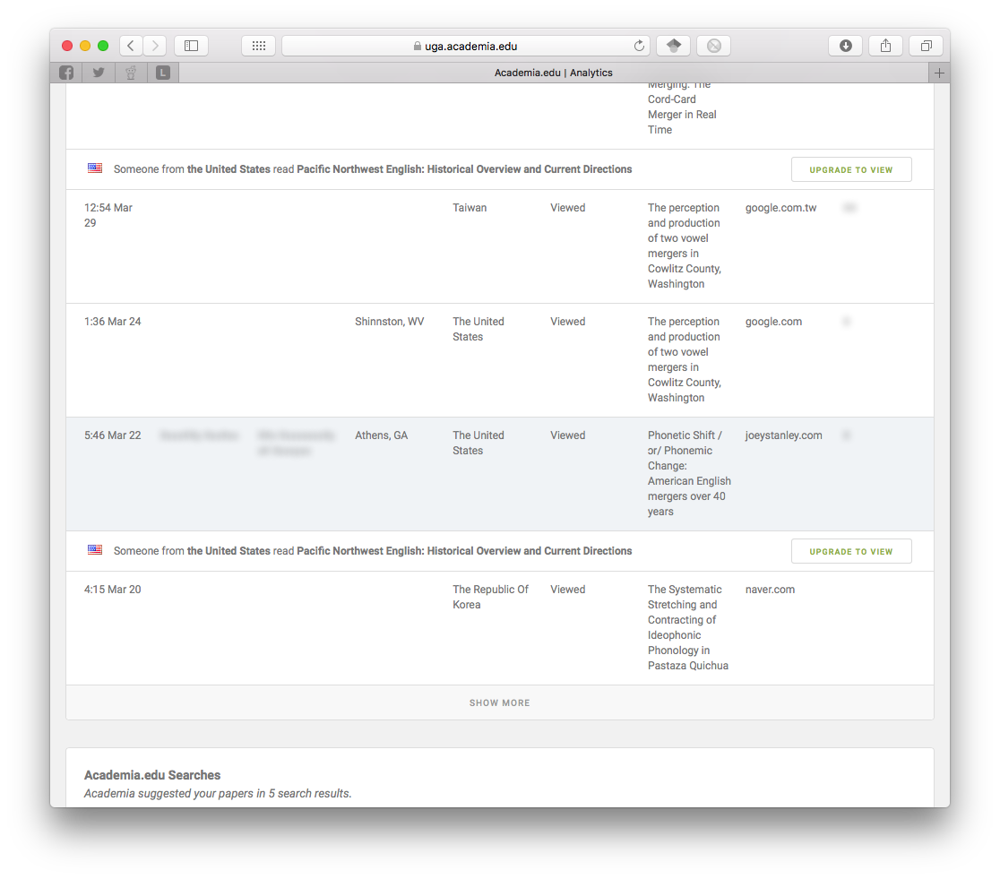 uga.academia.edu
L
Academia.edu | Analytics
Merging: The
Cord-Card
Merger in Real
Time
Someone from the United States read Pacific Northwest English: Historical Overview and Current Directions
UPGRADE TO VIEW
12:54 Mar
29
Taiwan
Viewed
The perception
and production
of two vowel
mergers in
Cowlitz County,
Washington
google.com.tw
1:36 Mar 24
Shinnston, WV
The United
States
Viewed
The perception
and production
of two vowel
mergers in
Cowlitz County,
Washington
google.com
5:46 Mar 22
Athens, GA
The United
States
Viewed
Phonetic Shift /
ɔr/ Phonemic
Change:
American English
mergers over 40
years
joeystanley.com
Someone from the United States read Pacific Northwest English: Historical Overview and Current Directions
UPGRADE TO VIEW
4:15 Mar 20
The Republic Of
Korea
Viewed
The Systematic
Stretching and
Contracting of
Ideophonic
Phonology in
Pastaza Quichua
naver.com
SHOW MORE
Academia.edu Searches
Academia suggested your papers in 5 search results.